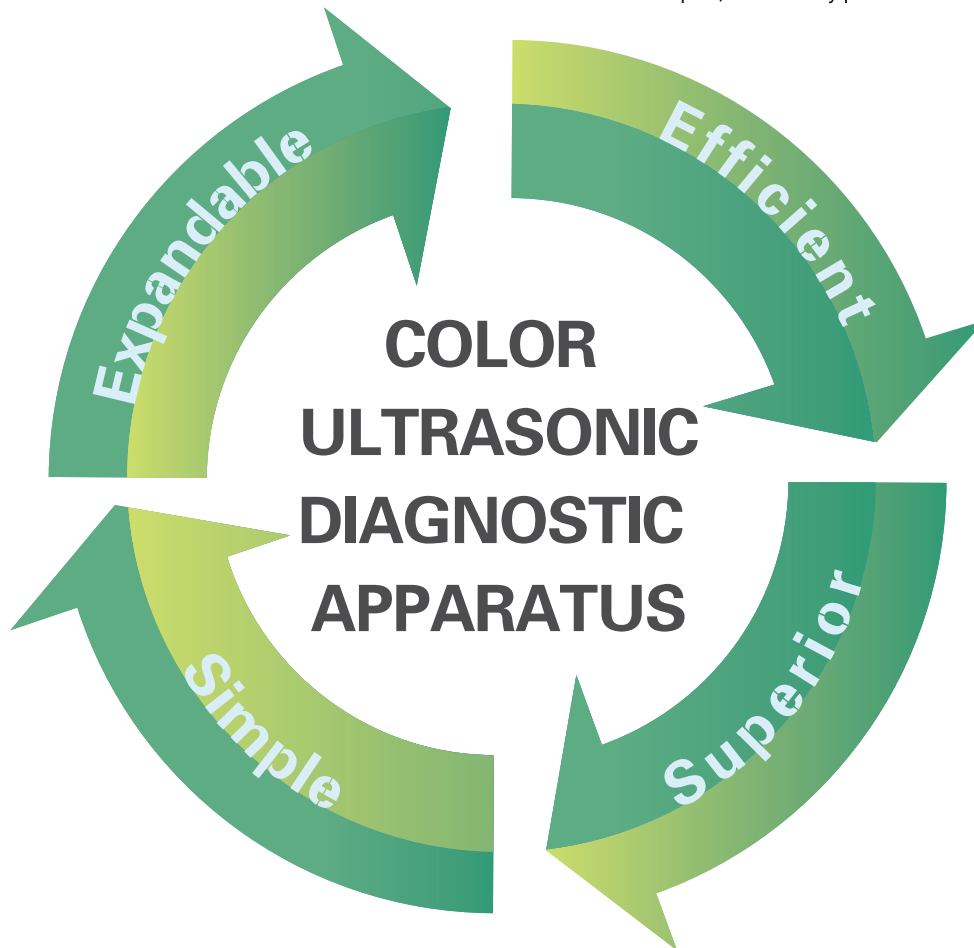 Expandable
Efficient
COLOR
ULTRASONIC
DIAGNOSTIC
APPARATUS
Simple
Superior